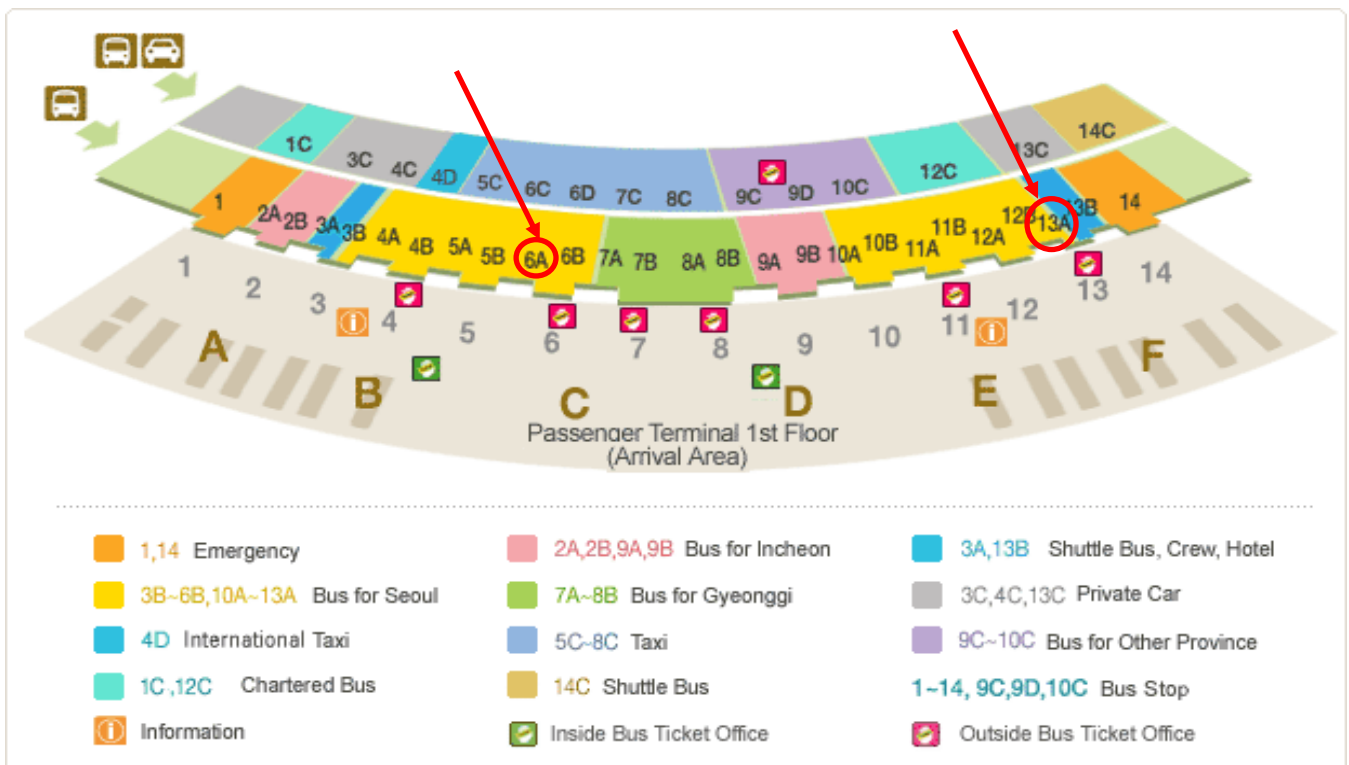 1C 3C 4C 4D 5C 6C 6D 7C 8C 9C 9D 10C 12C 13C 14C
1 2A 2B 3A 3B 4A 4B 5A 5B 6A 6B 7A 7B 8A 8B 9A 9B 10A 10B 11A 11B 12A 12B 13A 13B 14
1 2 3 4 5 6 7 8 9 10 11 12 13 14
A B C D E F
Passenger Terminal 1st Floor
(Arrival Area)
1,14 Emergency
2A,2B,9A,9B Bus for Incheon
3A,13B Shuttle Bus, Crew, Hotel
3B~6B,10A~13A Bus for Seoul
7A~8B Bus for Gyeonggi
3C,4C,13C Private Car
4D International Taxi
5C~8C Taxi
9C~10C Bus for Other Province
1C ,12C Chartered Bus
14C Shuttle Bus
1~14, 9C,9D,10C Bus Stop
Information
Inside Bus Ticket Office
Outside Bus Ticket Office